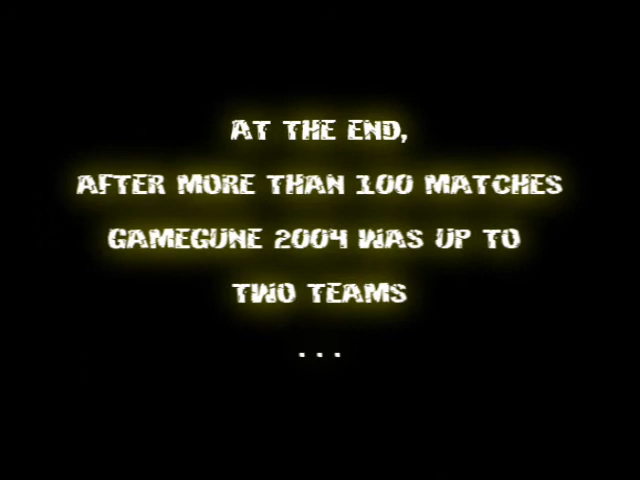 AT THE END,
AFTER MORE THAN 100 MATCHES
GAMEGUNE 2004 WAS UP TO
TWO TEAMS
...